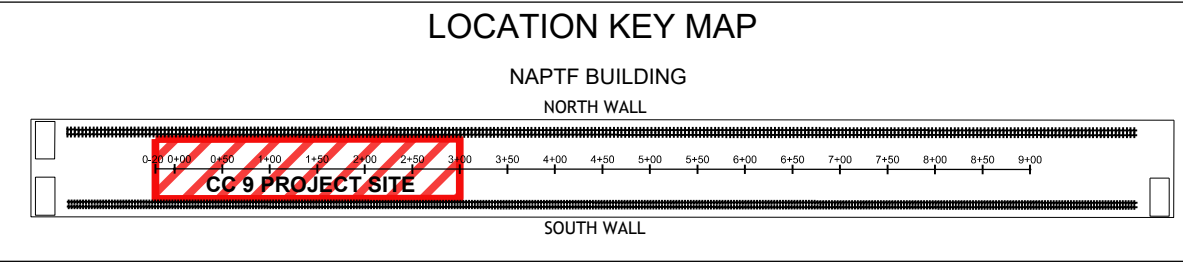 LOCATION KEY MAP
NAPTF BUILDING
NORTH WALL
0-20 0+00 0+50 1+00 1+50 2+00 2+50 3+00 3+50 4+00 4+50 5+00 5+50 6+00 6+50 7+00 7+50 8+00 8+50 9+00
CC 9 PROJECT SITE
SOUTH WALL